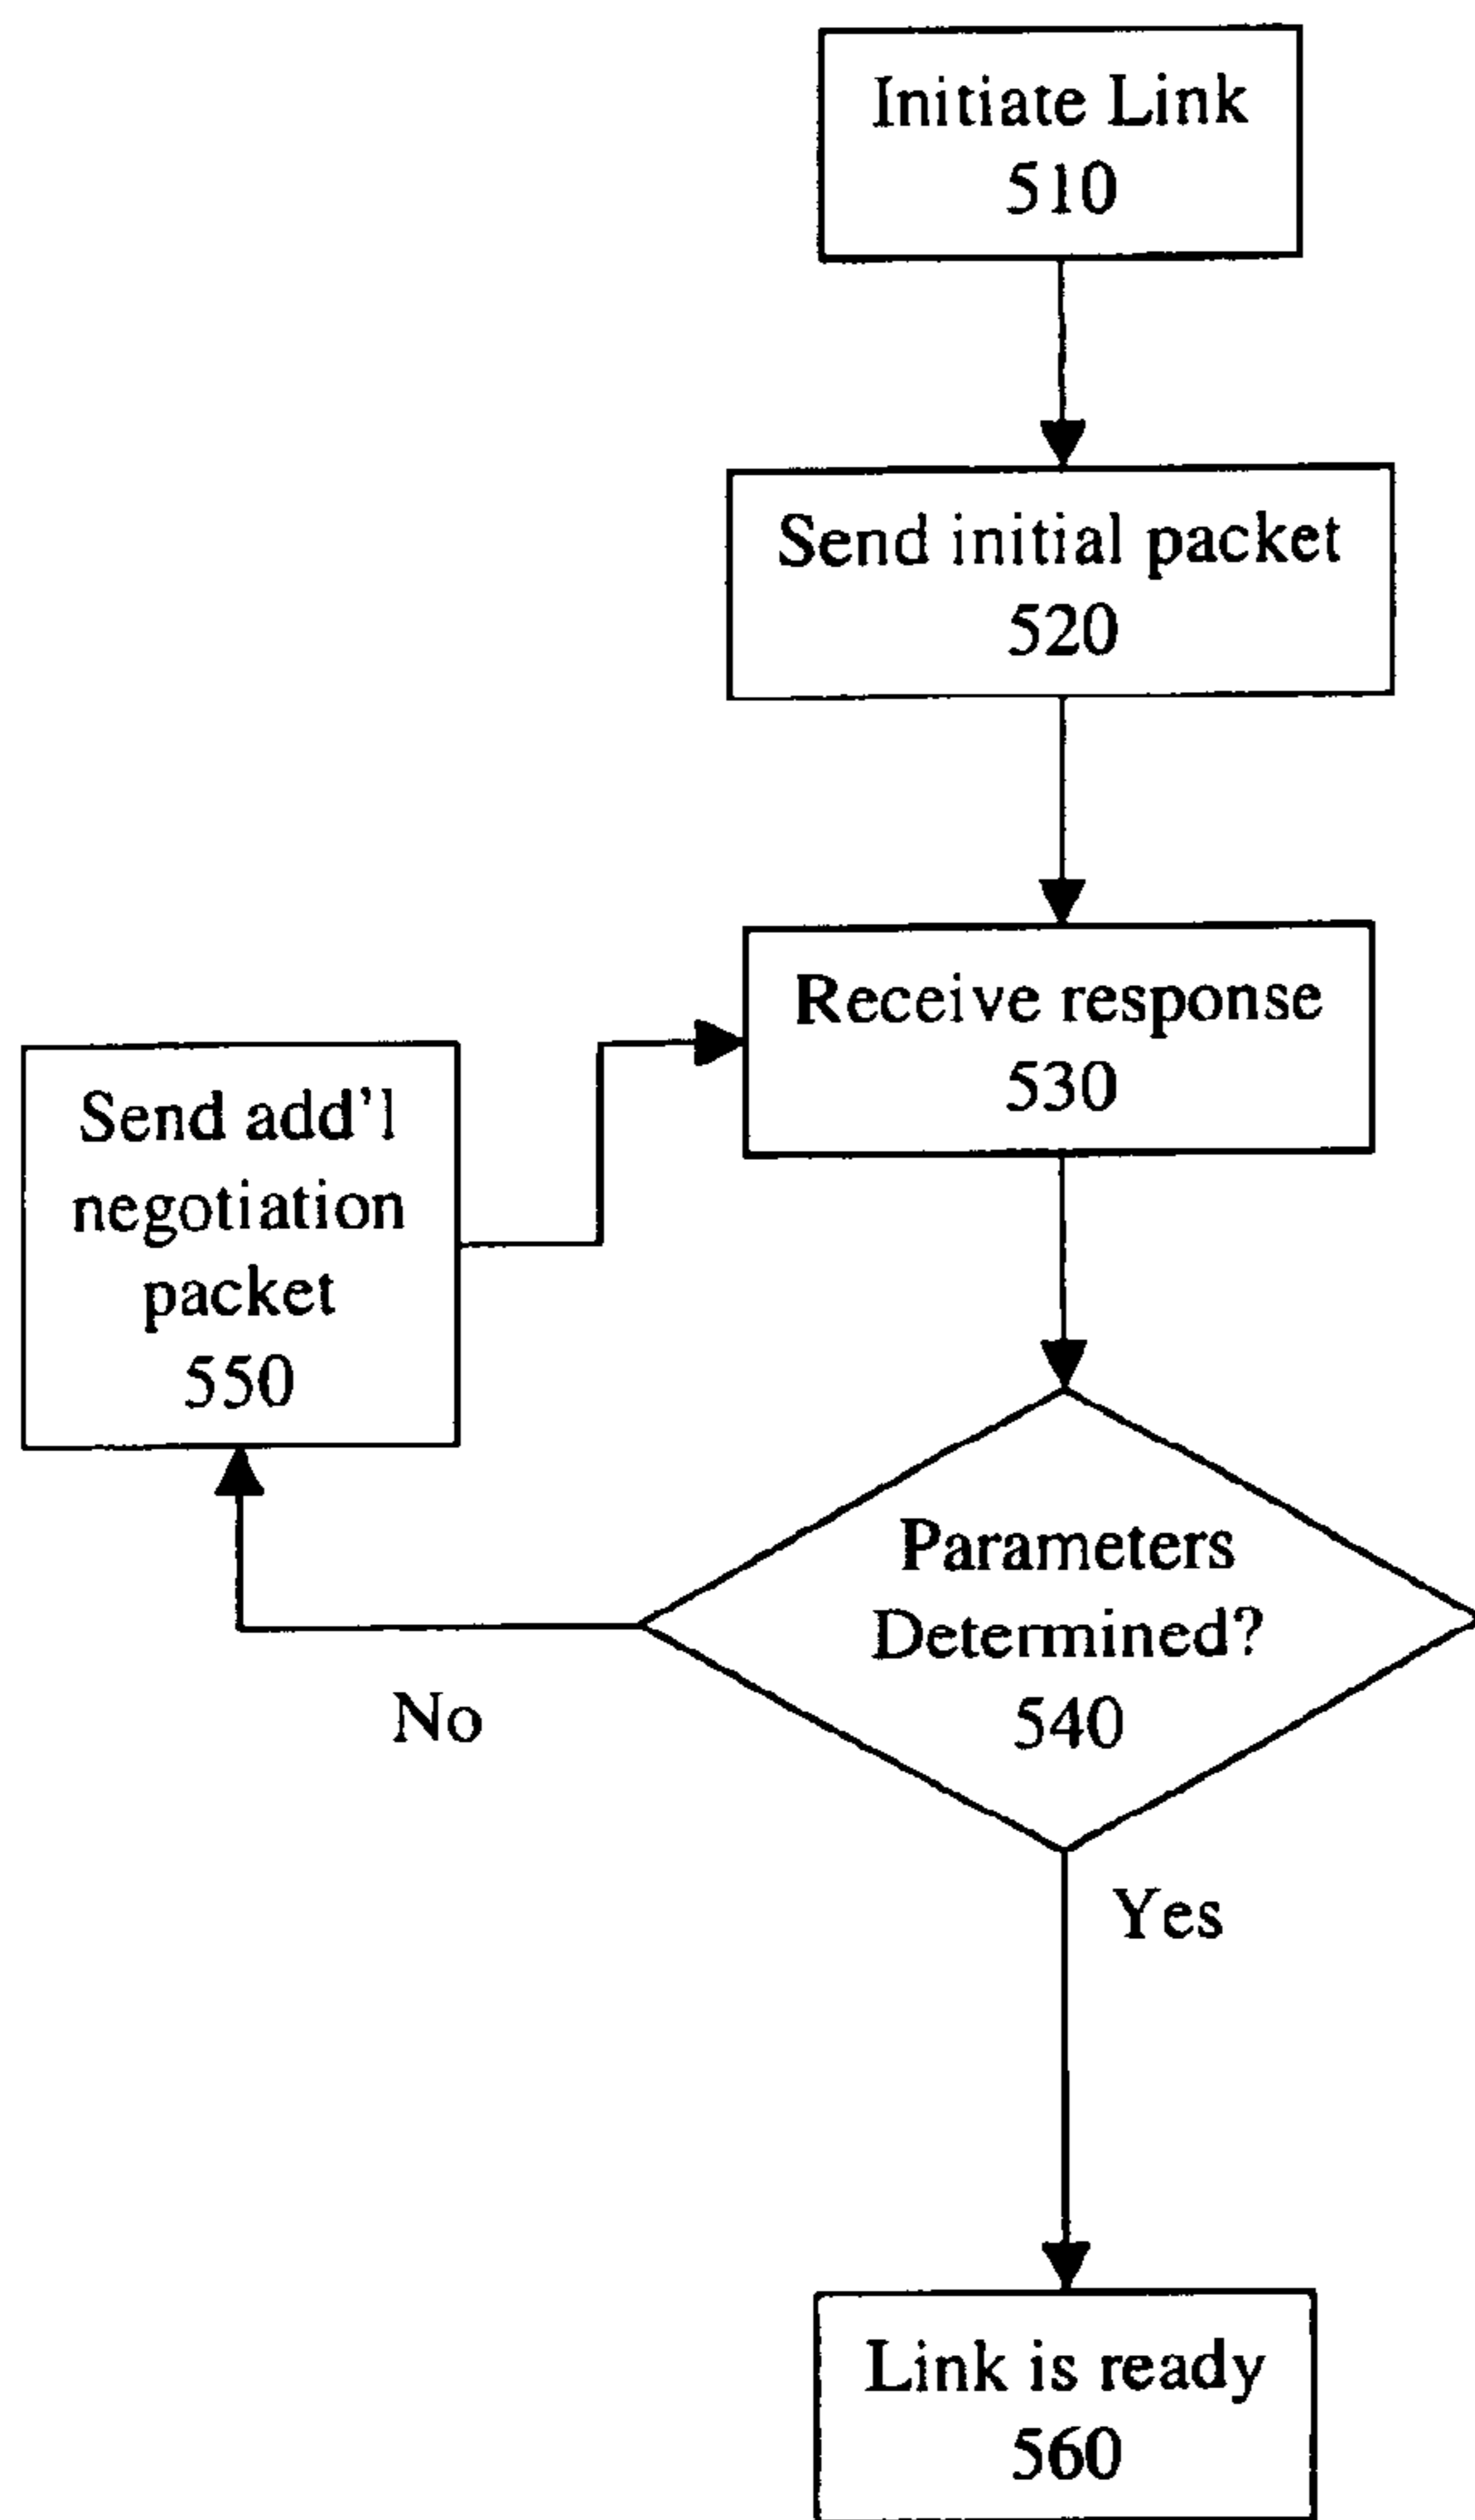 Initiate Link
510
Send initial packet
520
Receive response
530
Send add'l
negotiation
packet
550
Parameters
Determined?
540
No
Yes
Link is ready
560